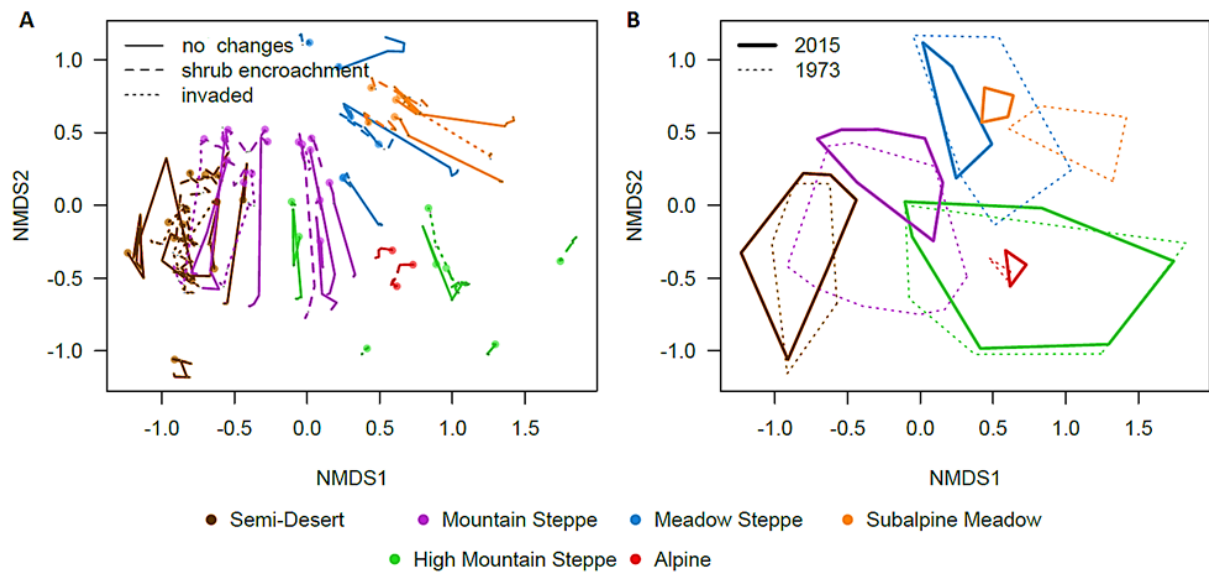 A
no changes
shrub encroachment
invaded
NMDS2
1.0
0.5
0.0
-0.5
-1.0
-1.0 -0.5 0.0 0.5 1.0 1.5
NMDS1
B
2015
1973
NMDS2
1.0
0.5
0.0
-0.5
-1.0
-1.0 -0.5 0.0 0.5 1.0 1.5
NMDS1
Semi-Desert Mountain Steppe Meadow Steppe Subalpine Meadow
High Mountain Steppe Alpine